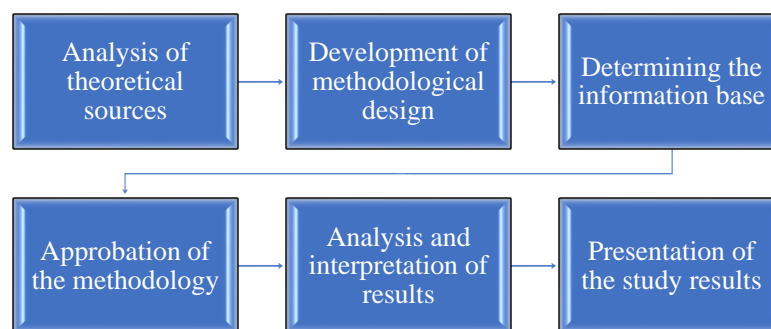 Analysis of
theoretical
sources
Development of
methodological
design
Determining the
information base
Approbation of
the methodology
Analysis and
interpretation of
results
Presentation of
the study results